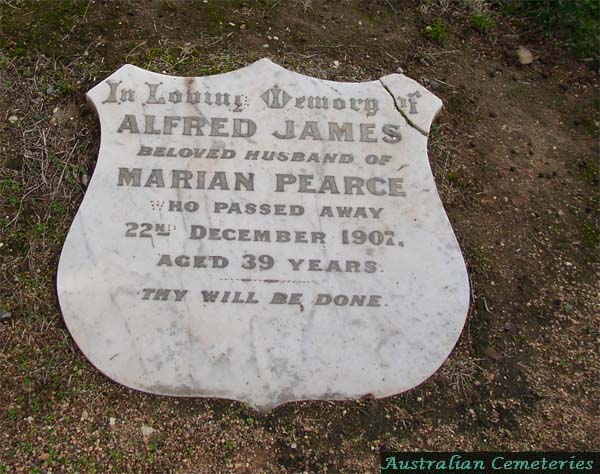 In Loving Memory of
ALFRED JAMES
BELOVED HUSBAND OF
MARIAN PEARCE
WHO PASSED AWAY
22ND DECEMBER 1907,
AGED 39 YEARS.
THY WILL BE DONE.
Australian Cemeteries